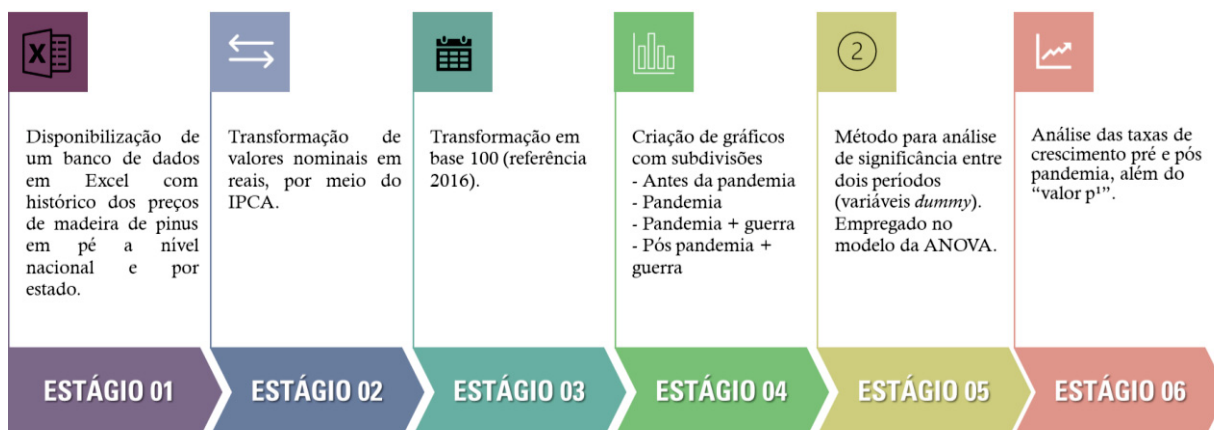 Disponibilização de
um banco de dados
em Excel com
histórico dos preços
de madeira de pinus
em pé a nível
nacional e por
estado.
Transformação de
valores nominais em
reais, por meio do
IPCA.
Transformação em
base 100 (referência
2016).
Criação de gráficos
com subdivisões
- Antes da pandemia
- Pandemia
- Pandemia + guerra
- Pós pandemia +
guerra
2
Método para análise
de significância entre
dois períodos
(variáveis dummy).
Empregado no
modelo da ANOVA.
Análise das taxas de
crescimento pré e pós
pandemia, além do
“valor p¹”.
ESTÁGIO 01
ESTÁGIO 02
ESTÁGIO 03
ESTÁGIO 04
ESTÁGIO 05
ESTÁGIO 06